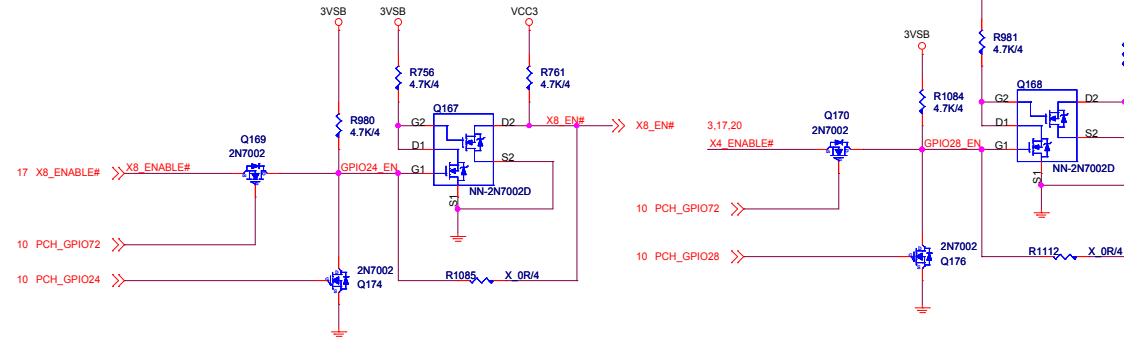 3VSB
3VSB
VCC3
R756
4.7K/4
R761
4.7K/4
Q167
R980
4.7K/4
G2
D2
X8_EN#
X8_EN#
3,17,20
D1
S2
Q169
2N7002
17 X8_ENABLE#
X8_ENABLE#
GPIO24_EN
G1
NN-2N7002D
S1
10 PCH_GPIO72
10 PCH_GPIO24
2N7002
Q174
R1085
X_0R/4
R981
4.7K/4
3VSB
Q168
R1084
4.7K/4
G2
D2
Q170
2N7002
D1
X4_ENABLE#
GPIO28_EN
G1
S2
NN-2N7002D
S1
10 PCH_GPIO72
10 PCH_GPIO28
2N7002
Q176
R1112
X_0R/4